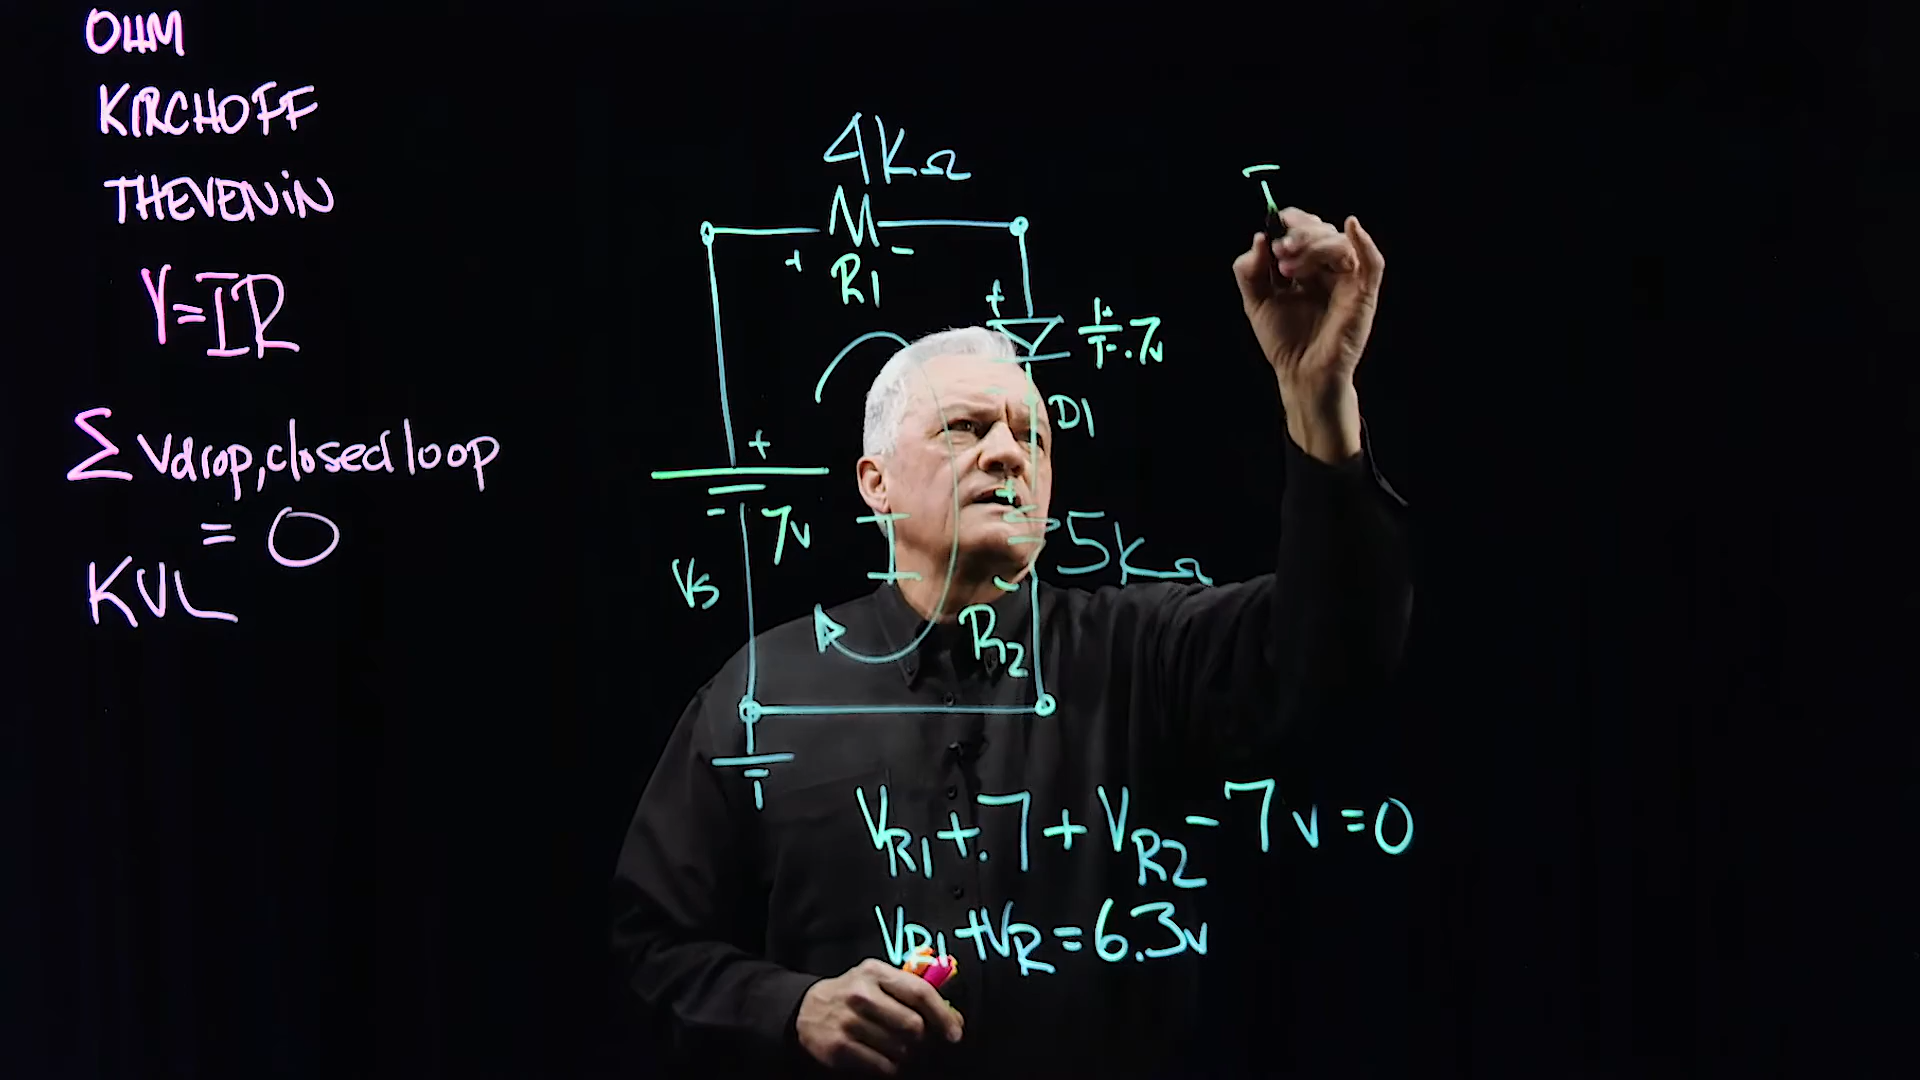 OHM
KIRCHOFF
THEVENIN
V=IR
Σ Vdrop, closed loop
= 0
KVL
4KΩ
+ -
R1
+
.7v
D1
+
-
7v
Vs
I
+
5KΩ
-
R2
I
VR1+.7+VR2-7v=0
VR1+VR=6.3v